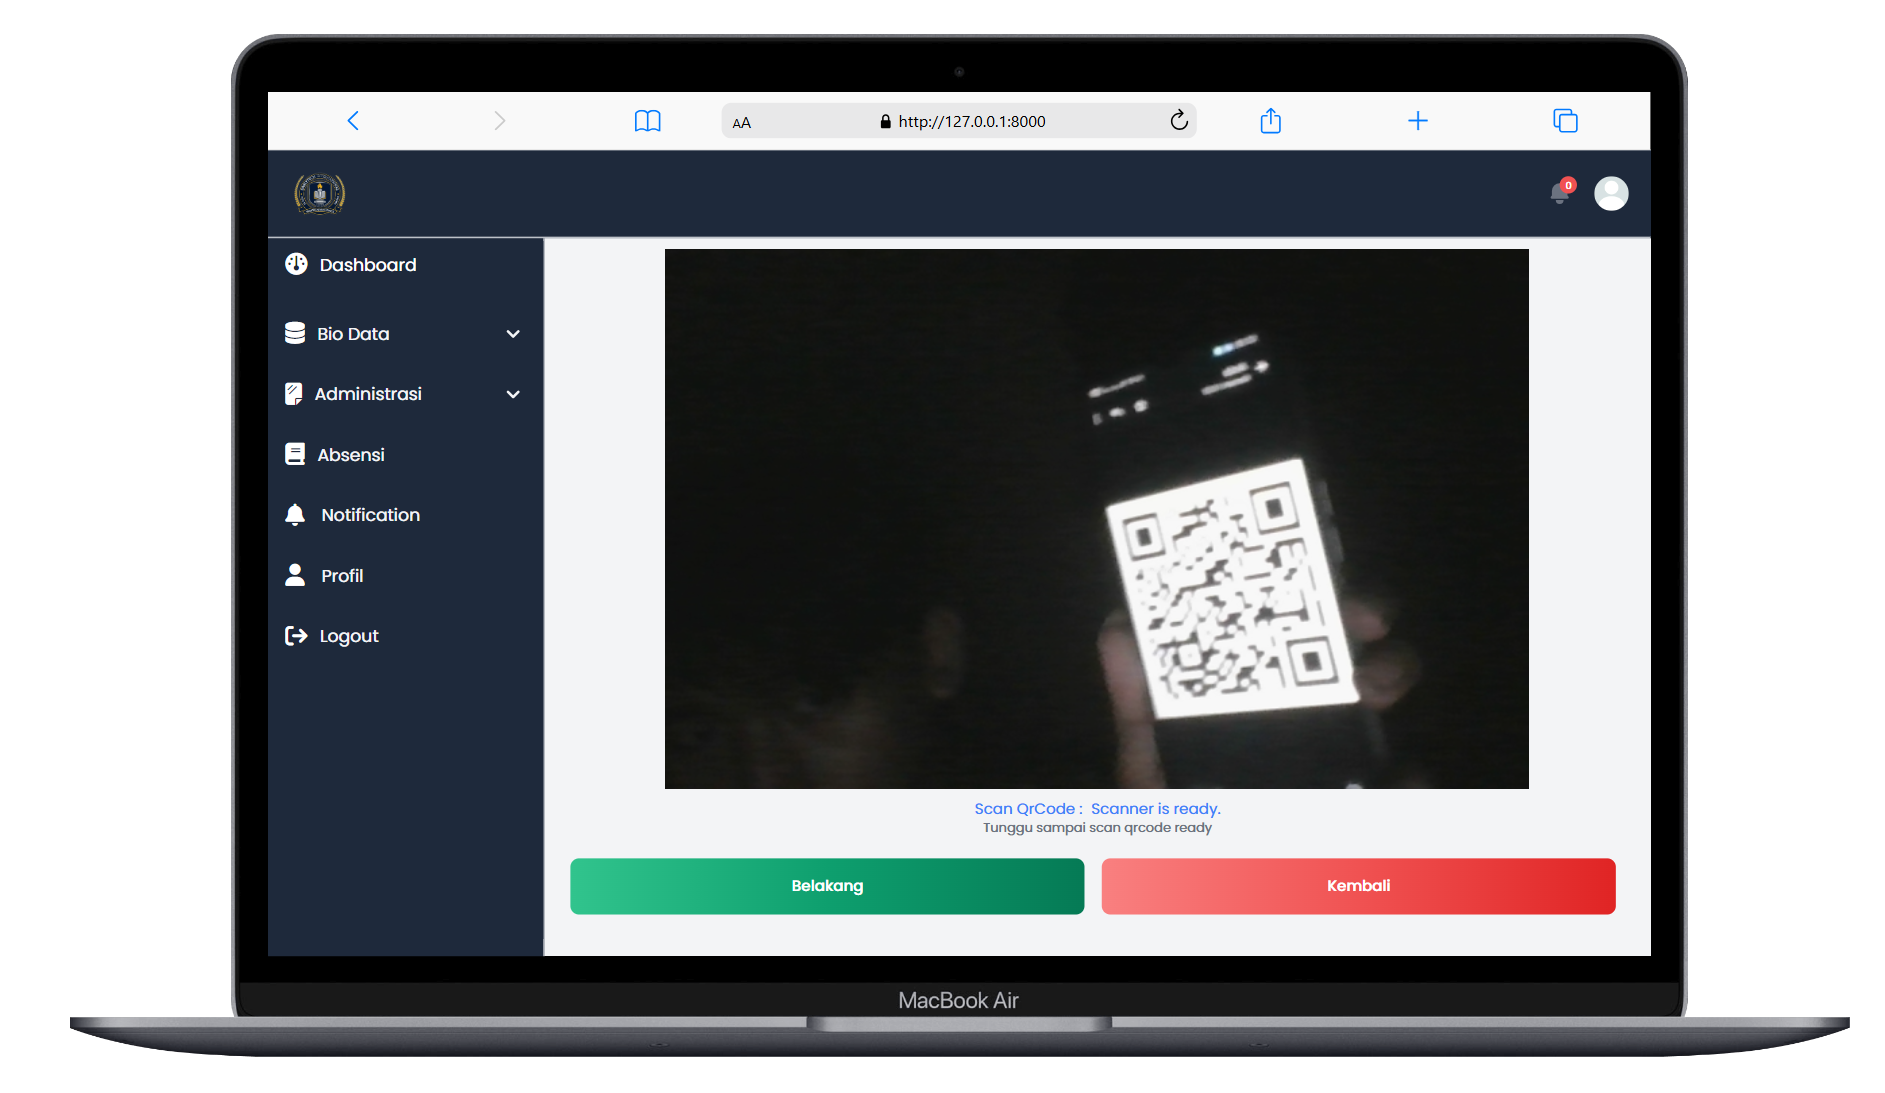 AA
http://127.0.0.1:8000
0
Dashboard
Bio Data
Administrasi
Absensi
Notification
Profil
Logout
Scan QrCode : Scanner is ready.
Tunggu sampai scan qrcode ready
Belakang
Kembali
MacBook Air